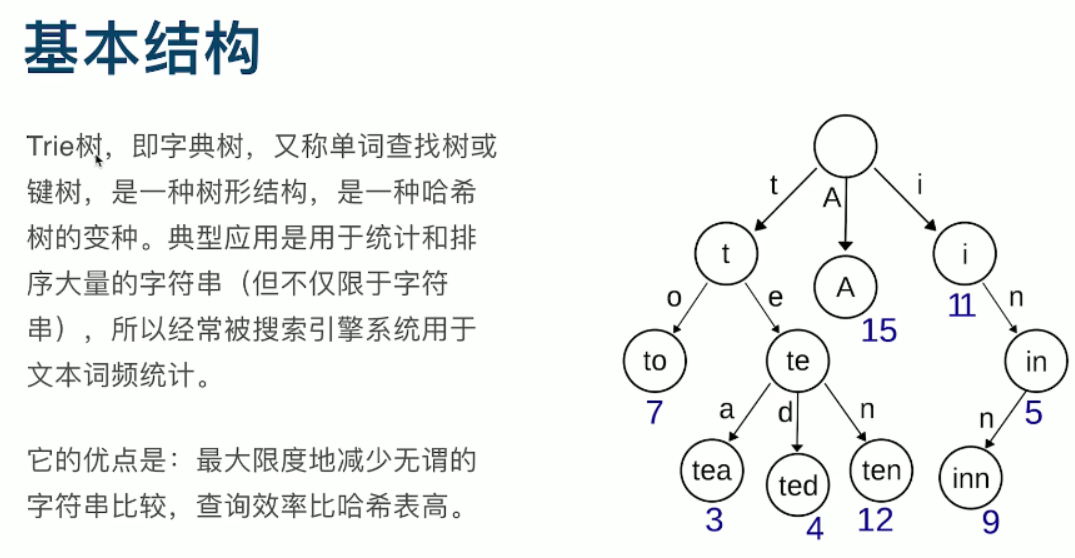 基本结构
Trie树，即字典树，又称单词查找树或
键树，是一种树形结构，是一种哈希
树的变种。典型应用是用于统计和排
序大量的字符串（但不仅限于字符
串），所以经常被搜索引擎系统用于
文本词频统计。
它的优点是：最大限度地减少无谓的
字符串比较，查询效率比哈希表高。
t
A
i
t
A
i
15
11
o
e
n
to
te
in
7
5
a
d
n
n
tea
ted
ten
inn
3
4
12
9